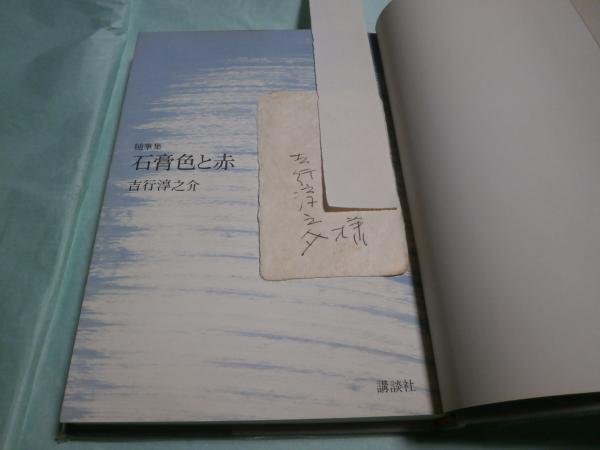 随筆集
石膏色と赤
吉行淳之介
吉行淳之介
様
講談社